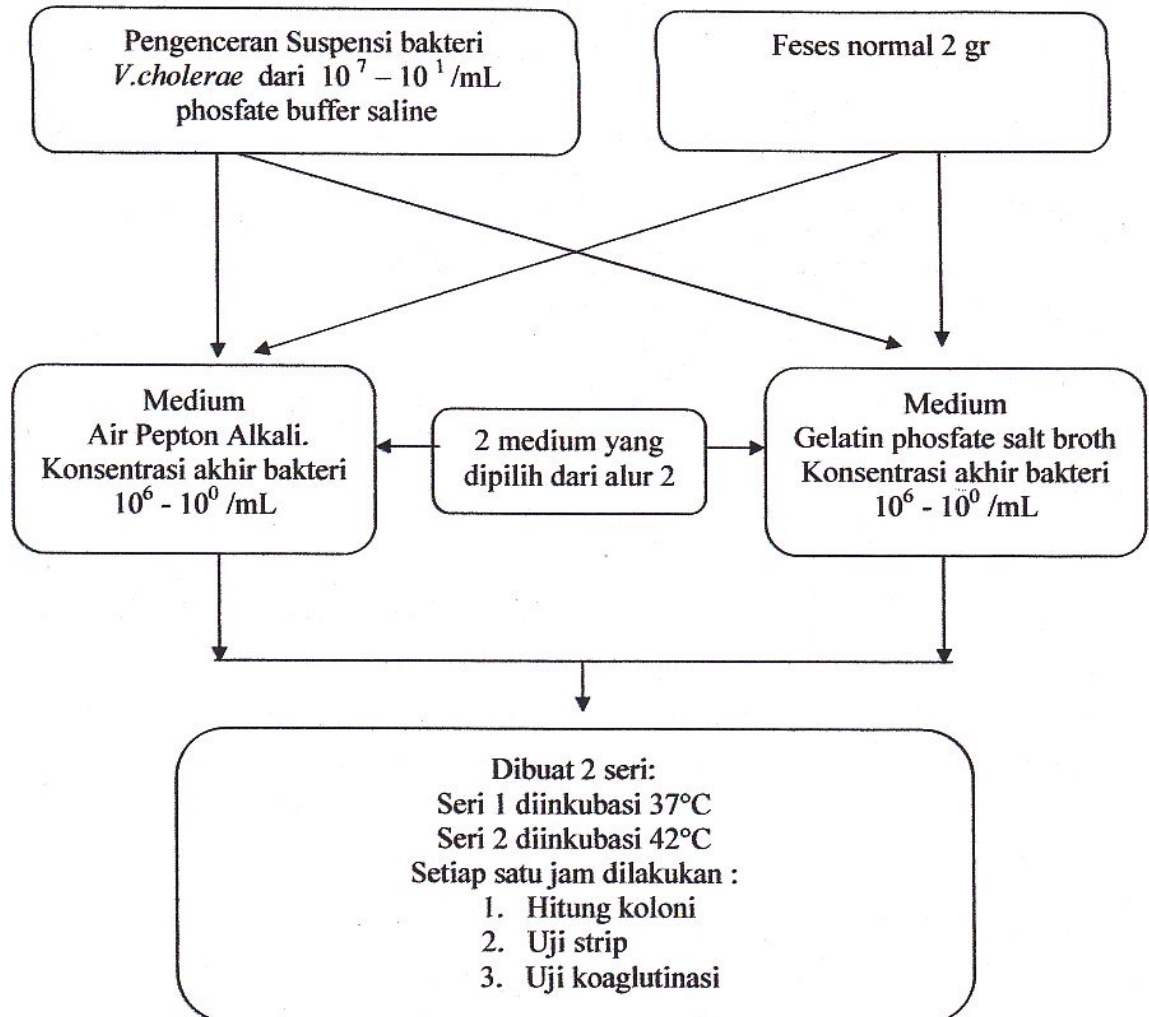 Pengenceran Suspensi bakteri
V.cholerae dari 10⁷ – 10¹ /mL
phosfate buffer saline
Feses normal 2 gr
Medium
Air Pepton Alkali.
Konsentrasi akhir bakteri
10⁶ - 10⁰ /mL
2 medium yang
dipilih dari alur 2
Medium
Gelatin phosfate salt broth
Konsentrasi akhir bakteri
10⁶ - 10⁰ /mL
Dibuat 2 seri:
Seri 1 diinkubasi 37°C
Seri 2 diinkubasi 42°C
Setiap satu jam dilakukan :
1. Hitung koloni
2. Uji strip
3. Uji koaglutinasi